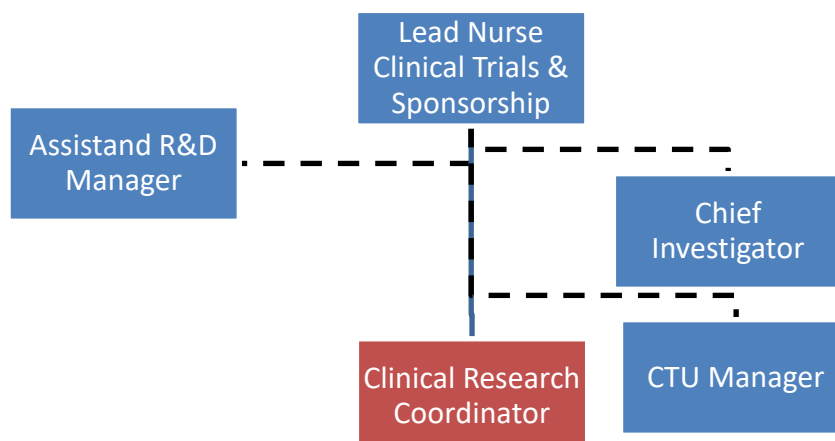 Lead Nurse
Clinical Trials &
Sponsorship
Assistand R&D
Manager
Chief
Investigator
Clinical Research
Coordinator
CTU Manager